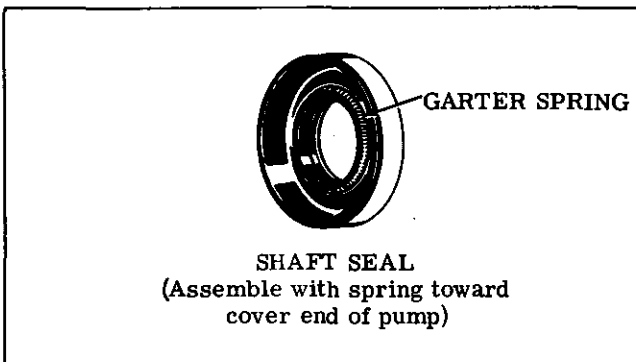 GARTER SPRING
SHAFT SEAL
(Assemble with spring toward
cover end of pump)